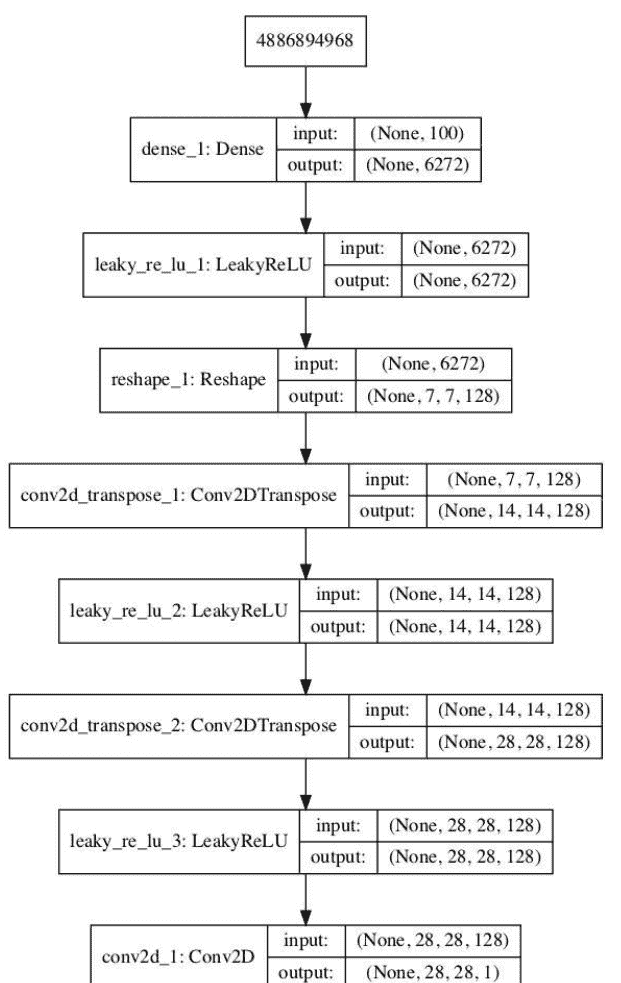 4886894968
dense_1: Dense
input: (None, 100)
output: (None, 6272)
leaky_re_lu_1: LeakyReLU
input: (None, 6272)
output: (None, 6272)
reshape_1: Reshape
input: (None, 6272)
output: (None, 7, 7, 128)
conv2d_transpose_1: Conv2DTranspose
input: (None, 7, 7, 128)
output: (None, 14, 14, 128)
leaky_re_lu_2: LeakyReLU
input: (None, 14, 14, 128)
output: (None, 14, 14, 128)
conv2d_transpose_2: Conv2DTranspose
input: (None, 14, 14, 128)
output: (None, 28, 28, 128)
leaky_re_lu_3: LeakyReLU
input: (None, 28, 28, 128)
output: (None, 28, 28, 128)
conv2d_1: Conv2D
input: (None, 28, 28, 128)
output: (None, 28, 28, 1)